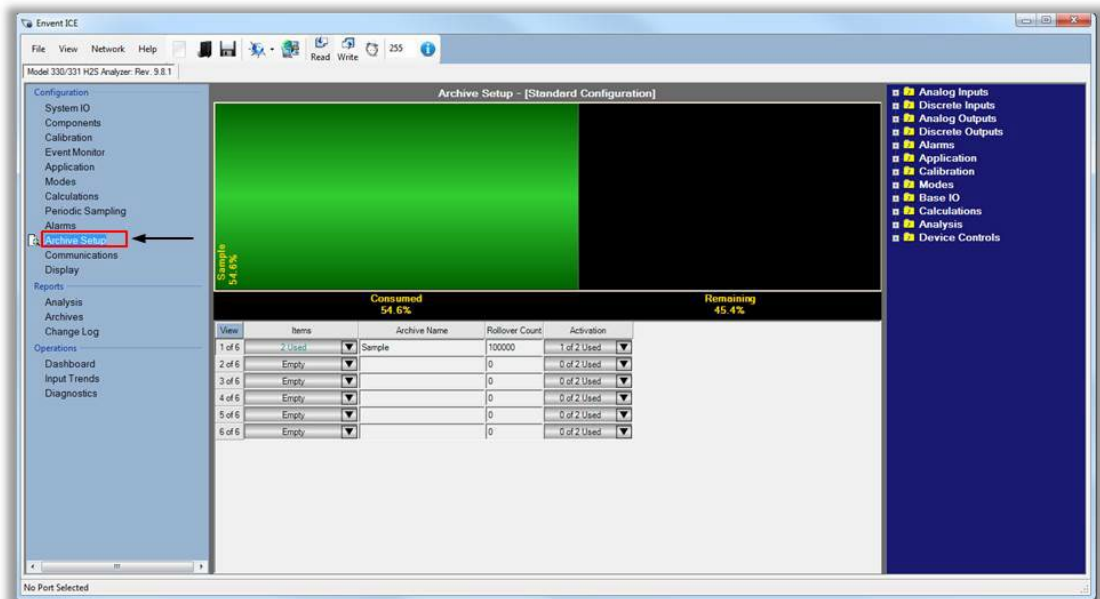 Envent ICE
File View Network Help Read Write 255
Model 330/331 H2S Analyzer: Rev. 9.8.1
Configuration
System IO
Components
Calibration
Event Monitor
Application
Modes
Calculations
Periodic Sampling
Alarms
Archive Setup
Communications
Display
Reports
Analysis
Archives
Change Log
Operations
Dashboard
Input Trends
Diagnostics
Archive Setup - [Standard Configuration]
Sample
54.6%
Consumed
54.6%
Remaining
45.4%
View Items Archive Name Rollover Count Activation
1 of 6 2 Used Sample 100000 1 of 2 Used
2 of 6 Empty 0 0 of 2 Used
3 of 6 Empty 0 0 of 2 Used
4 of 6 Empty 0 0 of 2 Used
5 of 6 Empty 0 0 of 2 Used
6 of 6 Empty 0 0 of 2 Used
Analog Inputs
Discrete Inputs
Analog Outputs
Discrete Outputs
Alarms
Application
Calibration
Modes
Base IO
Calculations
Analysis
Device Controls
No Port Selected